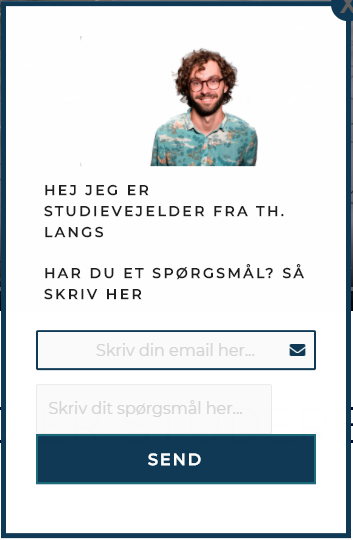 HEJ JEG ER
STUDIEVEJELDER FRA TH.
LANGS
HAR DU ET SPØRGSMÅL? SÅ
SKRIV HER
Skriv din email her...
Skriv dit spørgsmål her...
SEND